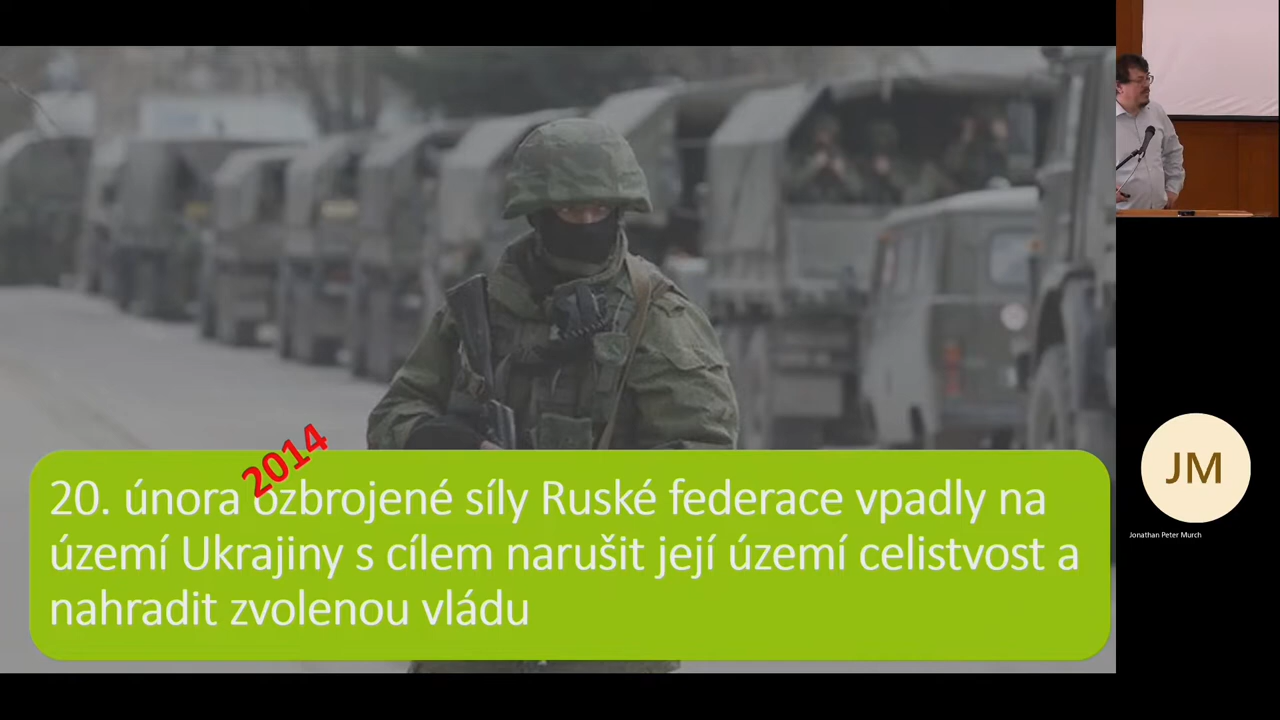 2014
20. února ozbrojené síly Ruské federace vpadly na
území Ukrajiny s cílem narušit její území celistvost a
nahradit zvolenou vládu
JM
Jonathan Peter Murch